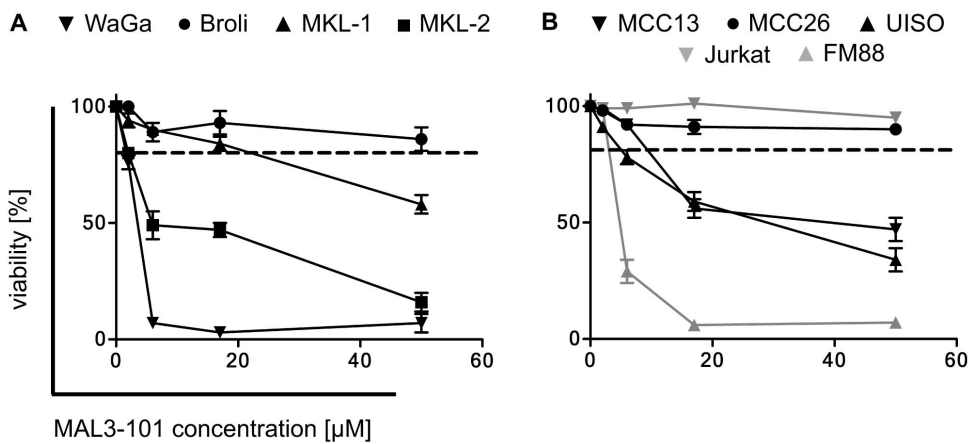 A ▼ WaGa ● Broli ▲ MKL-1 ■ MKL-2
B ▼ MCC13 ● MCC26 ▲ UISO
▼ Jurkat ▲ FM88
viability [%]
100
50
0
0 20 40 60
100
50
0
0 20 40 60
MAL3-101 concentration [µM]